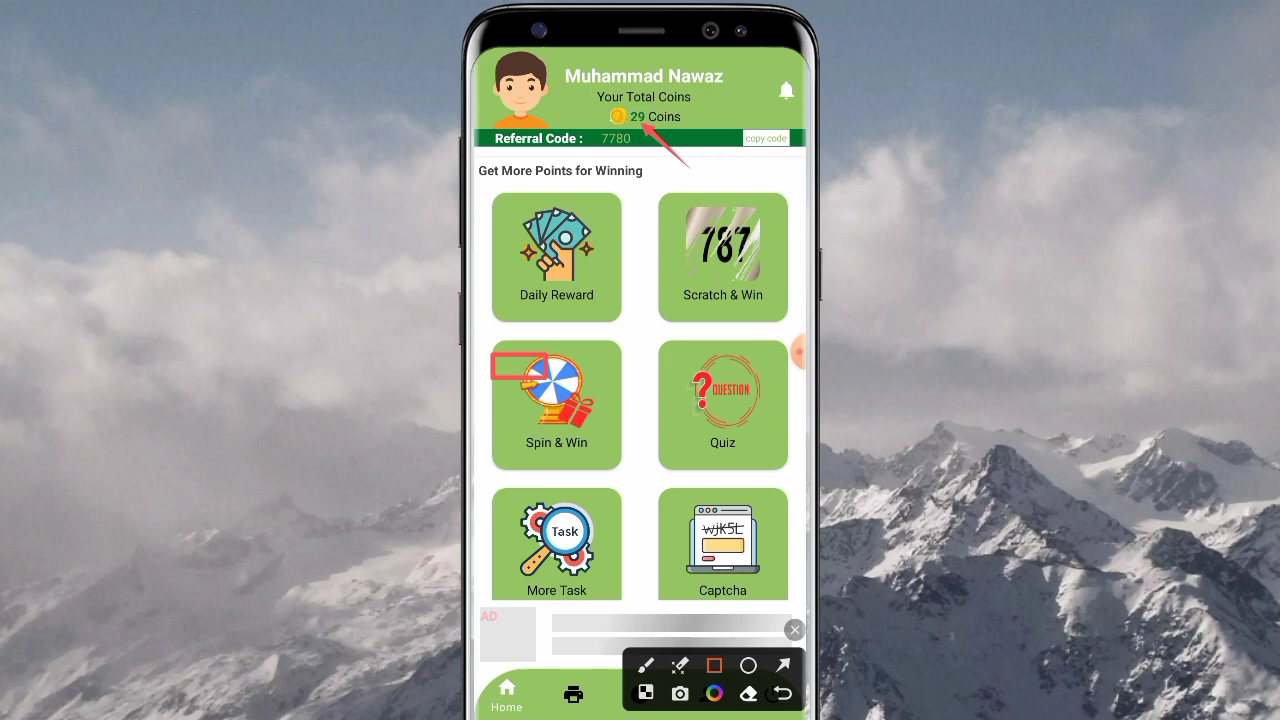 Muhammad Nawaz
Your Total Coins
29 Coins
Referral Code : 7780 copy code
Get More Points for Winning
Daily Reward
787
Scratch & Win
Spin & Win
? QUESTION
Quiz
Task
More Task
wjK5L
Captcha
AD
Home